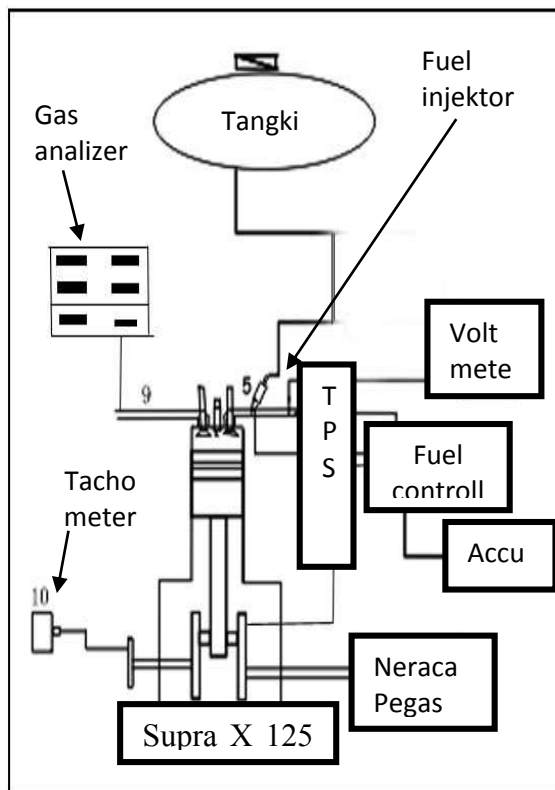 Fuel
injektor
Tangki
Gas
analizer
Volt
mete
5
T
P
S
9
Fuel
controll
Tacho
meter
Accu
10
Neraca
Pegas
Supra X 125